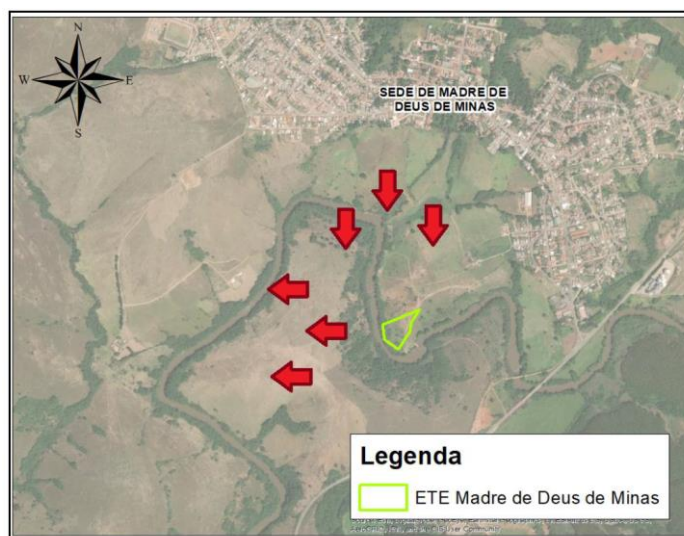 N
W
E
S
SEDE DE MADRE DE
DEUS DE MINAS
Legenda
ETE Madre de Deus de Minas